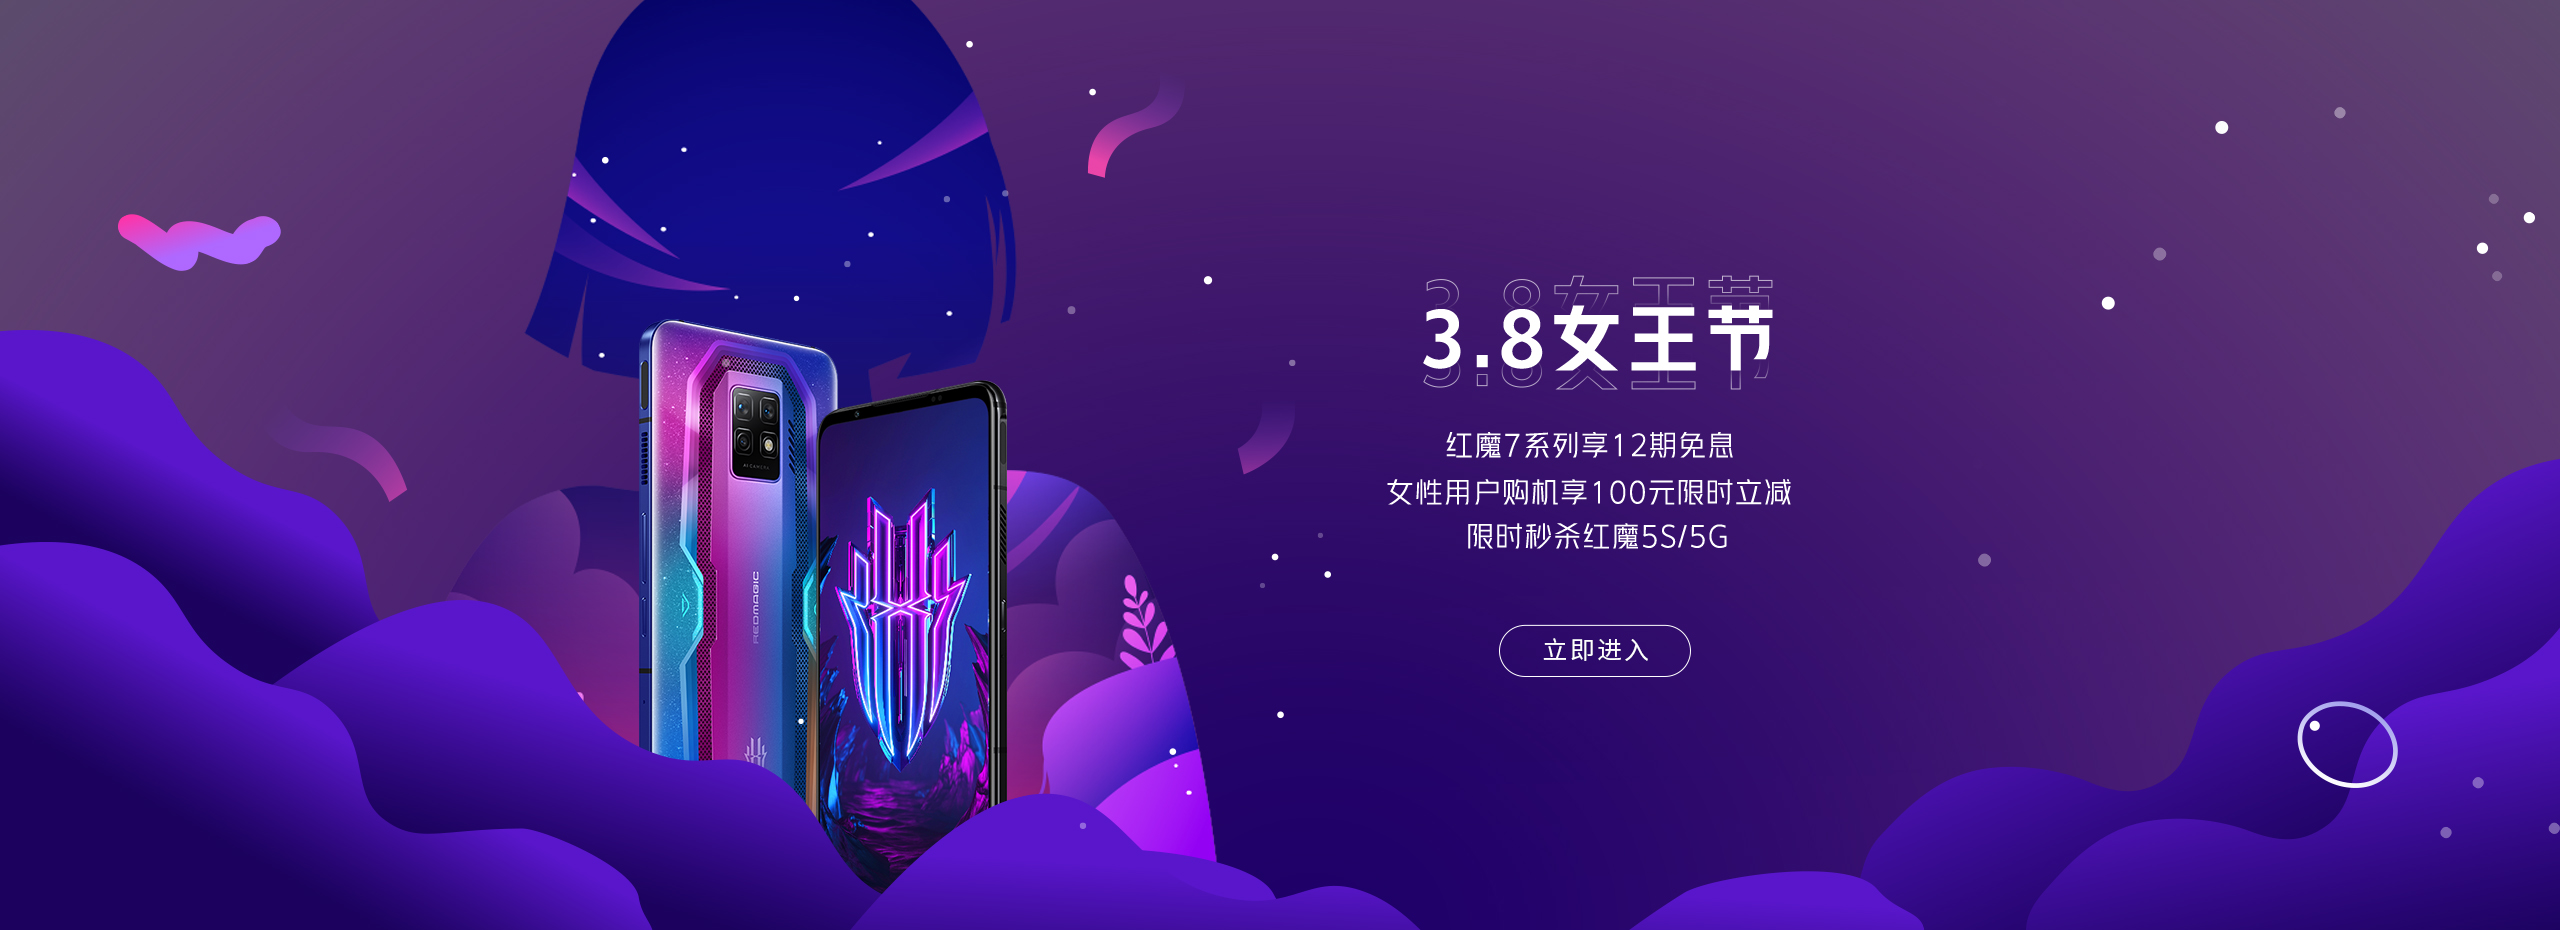 3.8女王节
红魔7系列享12期免息
女性用户购机享100元限时立减
限时秒杀红魔5S/5G
立即进入
AI CAMERA
REDMAGIC